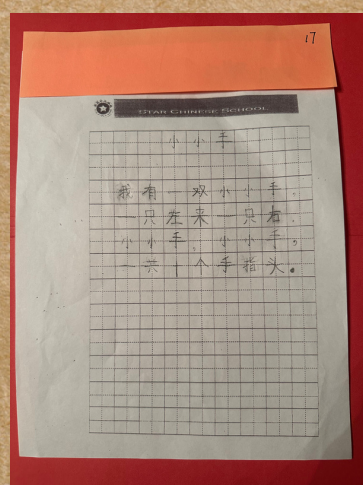 17
STAR CHINESE SCHOOL
小小手
我有一双小小手,
一只左来一只右,
小小手,小小手,
一共十个手指头。